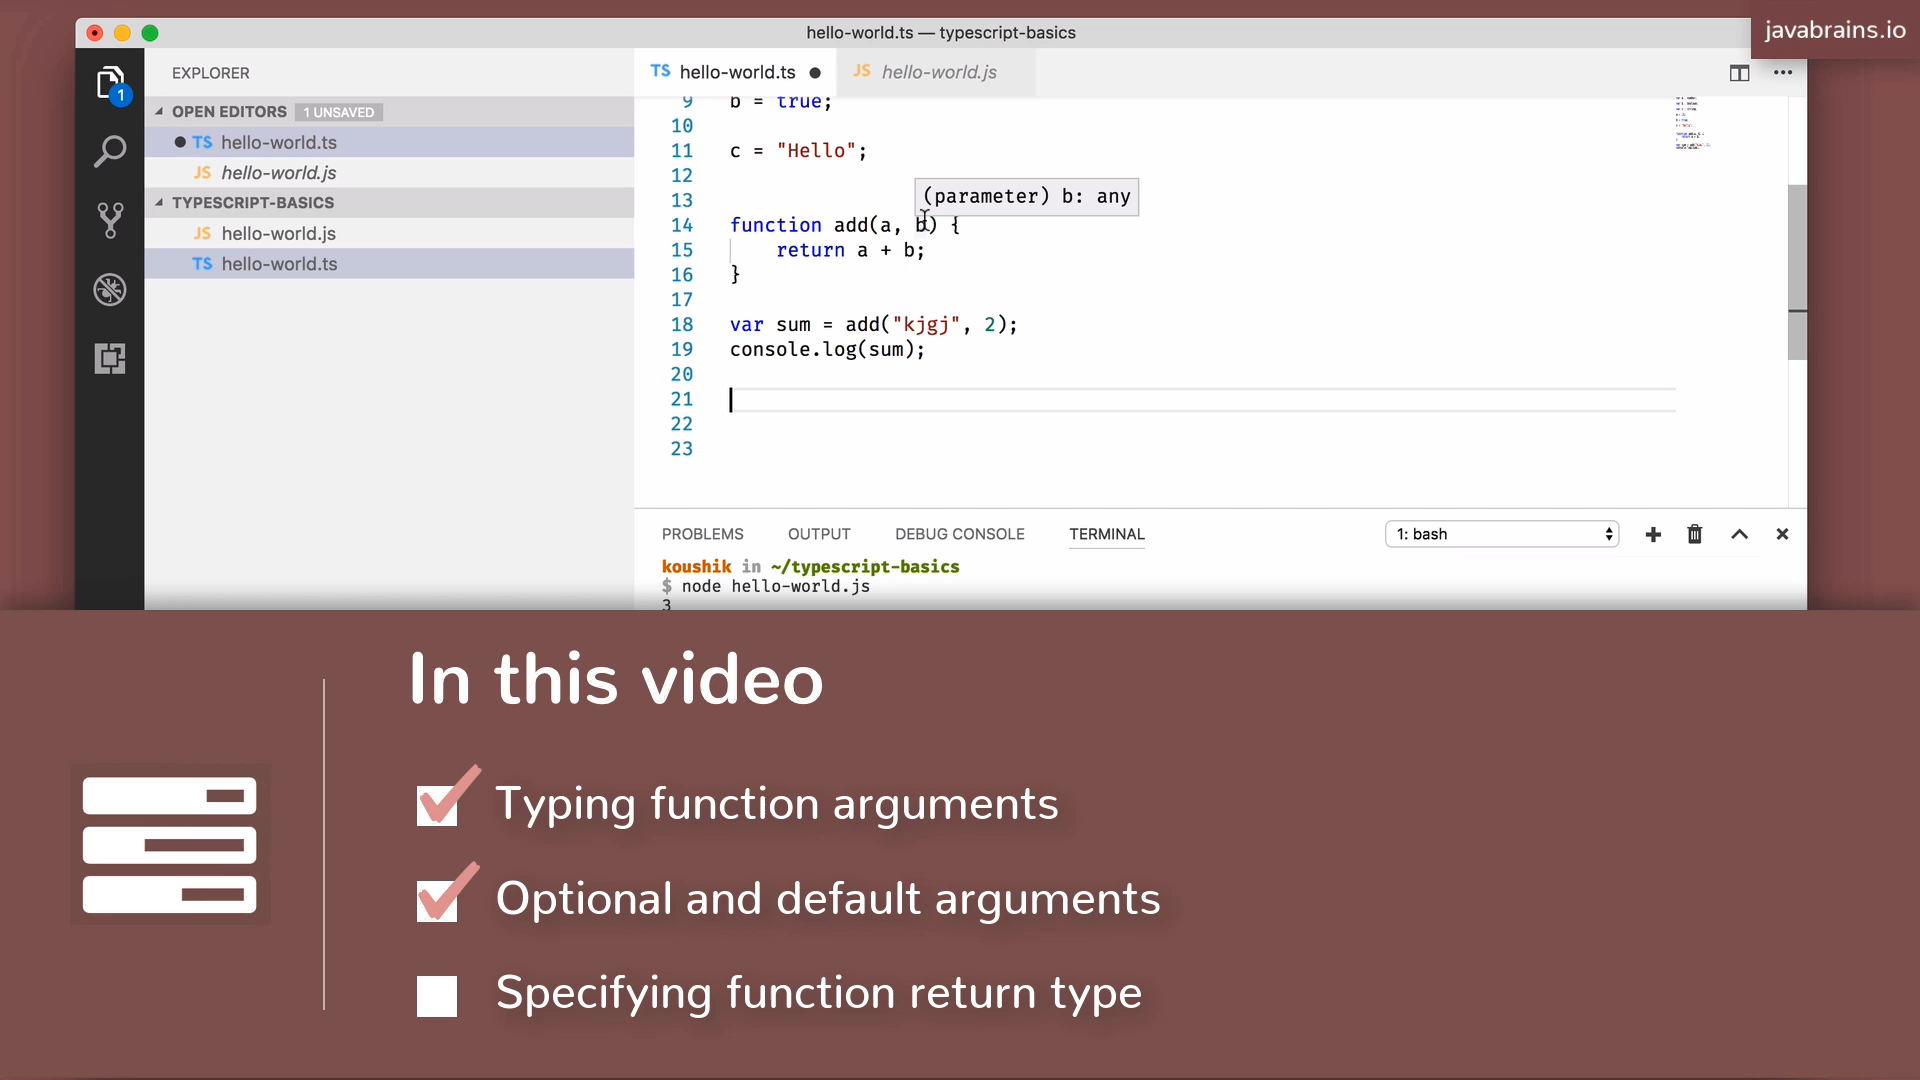 hello-world.ts — typescript-basics
javabrains.io
1
EXPLORER
OPEN EDITORS 1 UNSAVED
TS hello-world.ts
JS hello-world.js
TYPESCRIPT-BASICS
JS hello-world.js
TS hello-world.ts
TS hello-world.ts
JS hello-world.js
9 b = true;
10
11 c = "Hello";
12
13
(parameter) b: any
14 function add(a, b) {
15 return a + b;
16 }
17
18 var sum = add("kjgj", 2);
19 console.log(sum);
20
21
22
23
PROBLEMS OUTPUT DEBUG CONSOLE TERMINAL 1: bash
koushik in ~/typescript-basics
$ node hello-world.js
3
In this video
Typing function arguments
Optional and default arguments
Specifying function return type